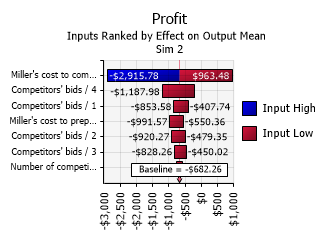 Profit
Inputs Ranked by Effect on Output Mean
Sim 2
Miller's cost to com... -$2,915.78 $963.48
Competitors' bids / 4 -$1,187.98
Competitors' bids / 1 -$853.58 -$407.74
Miller's cost to prep... -$991.57 -$550.36
Competitors' bids / 2 -$920.27 -$479.35
Competitors' bids / 3 -$828.26 -$450.02
Number of competi... Baseline = -$682.26
Input High
Input Low
-$3,000 -$2,500 -$2,000 -$1,500 -$1,000 -$500 $0 $500 $1,000